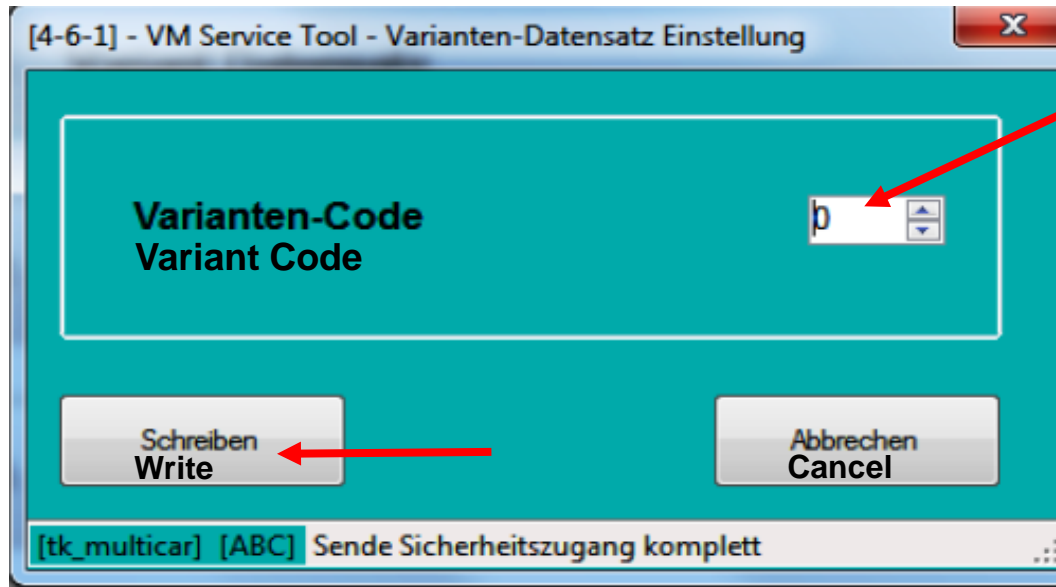 [4-6-1] - VM Service Tool - Varianten-Datensatz Einstellung
x
Varianten-Code
0
Variant Code
Schreiben
Abbrechen
Write
Cancel
[tk_multicar] [ABC] Sende Sicherheitszugang komplett